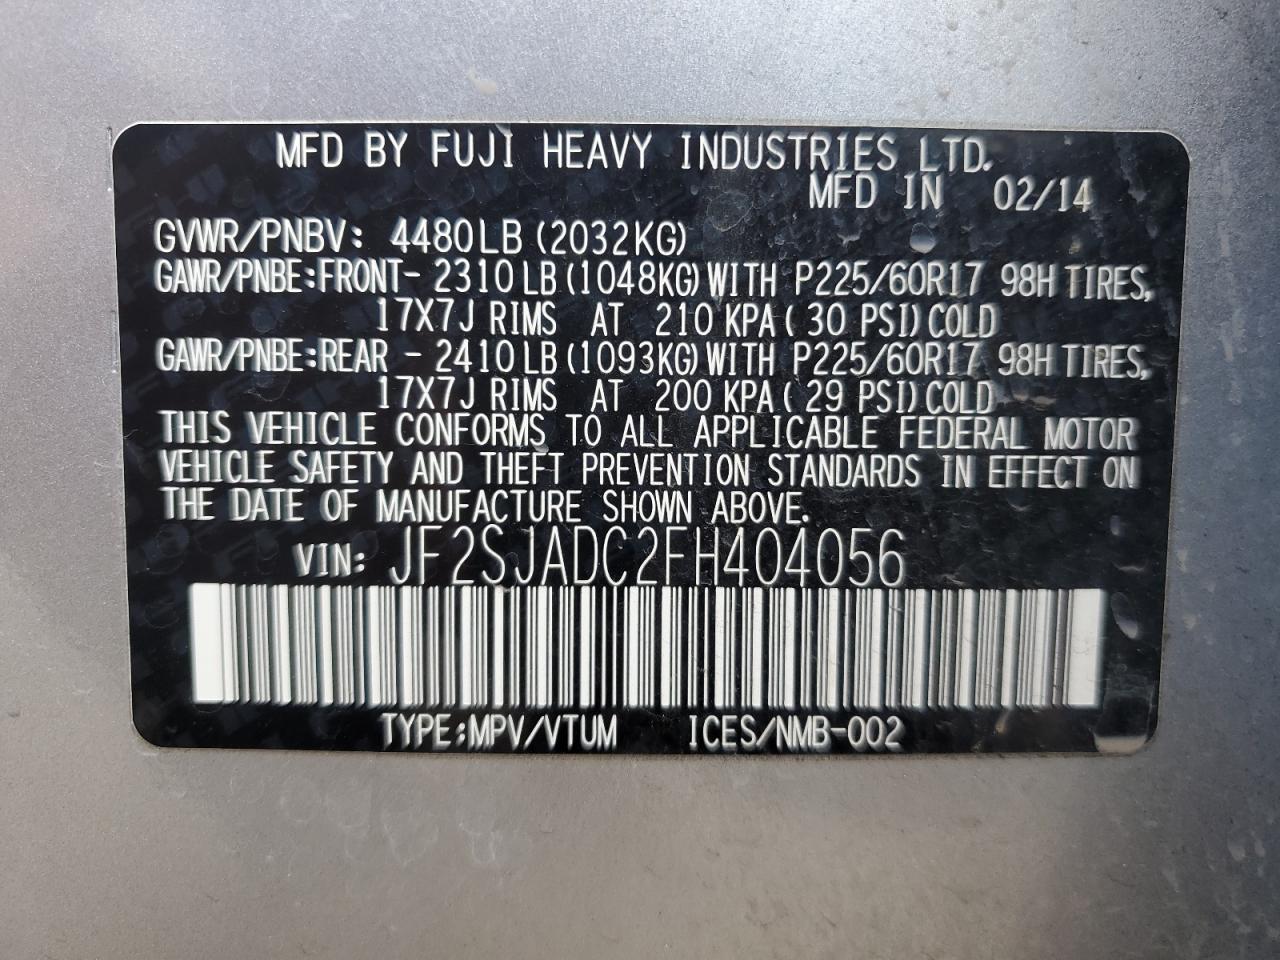 MFD BY FUJI HEAVY INDUSTRIES LTD.
MFD IN 02/14
GVWR/PNBV: 4480LB (2032KG)
GAWR/PNBE:FRONT- 2310 LB (1048KG) WITH P225/60R17 98H TIRES,
17X7J RIMS AT 210 KPA ( 30 PSI) COLD
GAWR/PNBE:REAR - 2410 LB (1093KG) WITH P225/60R17 98H TIRES,
17X7J RIMS AT 200 KPA ( 29 PSI) COLD
THIS VEHICLE CONFORMS TO ALL APPLICABLE FEDERAL MOTOR
VEHICLE SAFETY AND THEFT PREVENTION STANDARDS IN EFFECT ON
THE DATE OF MANUFACTURE SHOWN ABOVE.
VIN: JF2SJADC2FH404056
TYPE:MPV/VTUM ICES/NMB-002